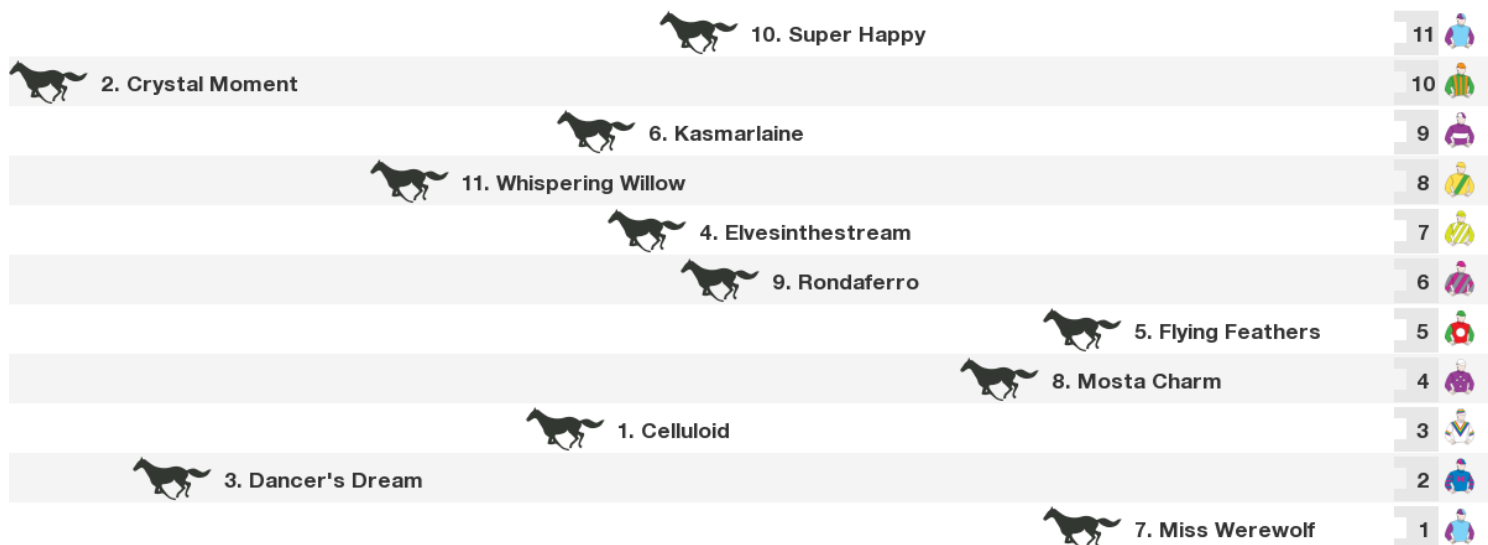 10. Super Happy 11
2. Crystal Moment 10
6. Kasmarlaine 9
11. Whispering Willow 8
4. Elvesinthestream 7
9. Rondaferro 6
5. Flying Feathers 5
8. Mosta Charm 4
1. Celluloid 3
3. Dancer's Dream 2
7. Miss Werewolf 1